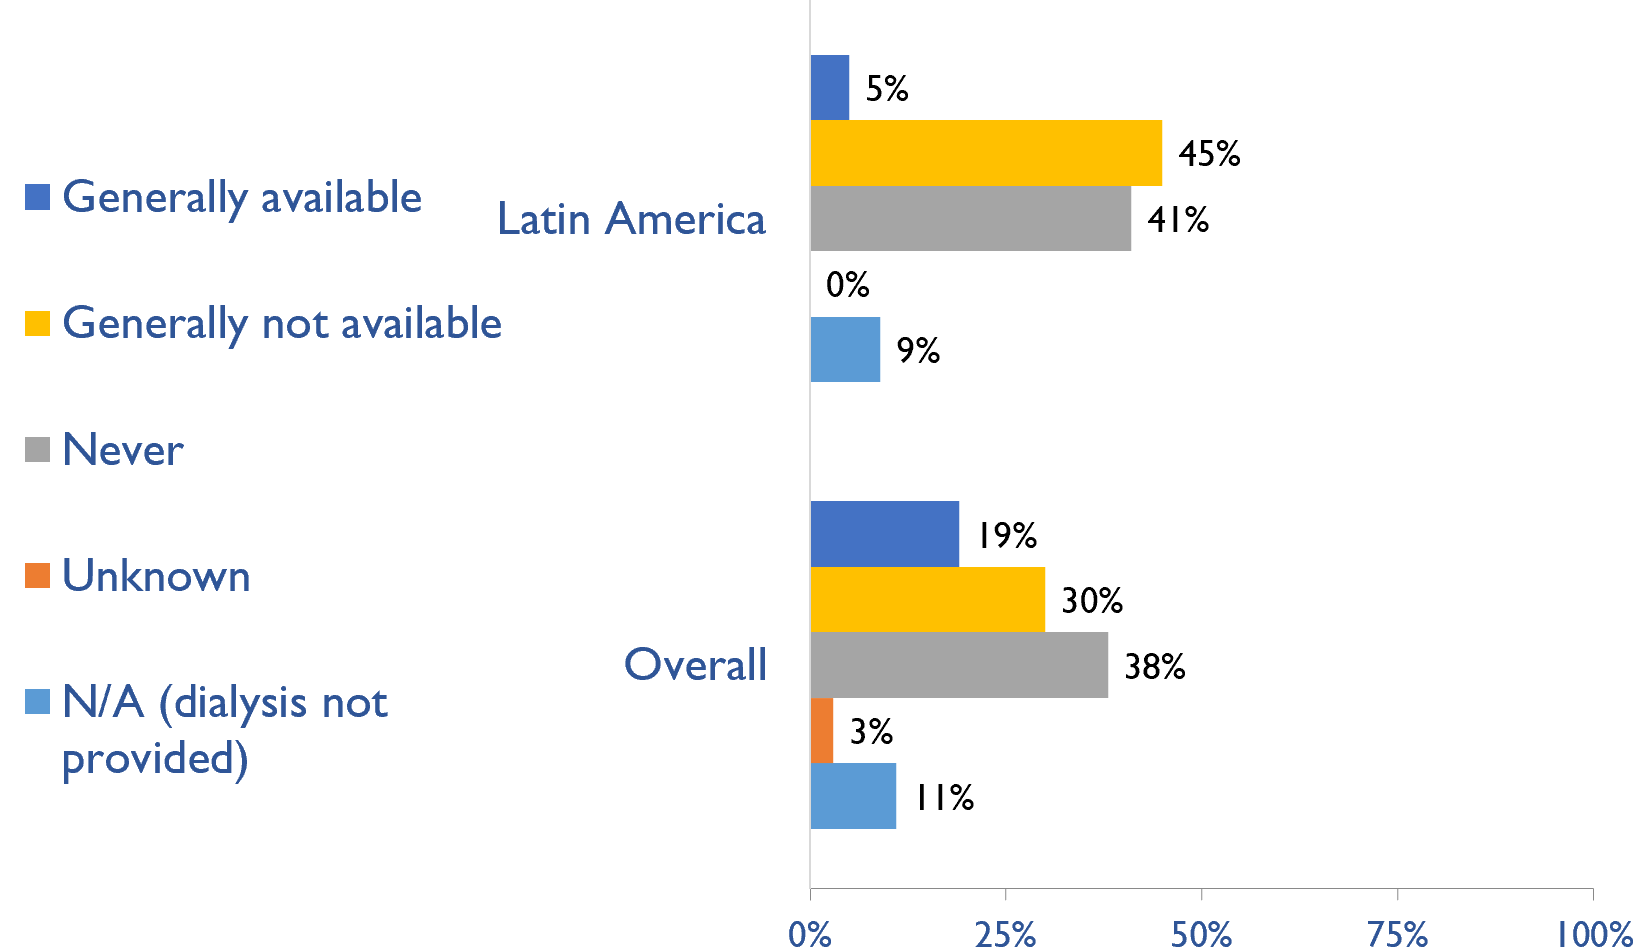 Generally available
Generally not available
Never
Unknown
N/A (dialysis not
provided)
Latin America
5%
45%
41%
0%
9%
Overall
19%
30%
38%
3%
11%
0% 25% 50% 75% 100%